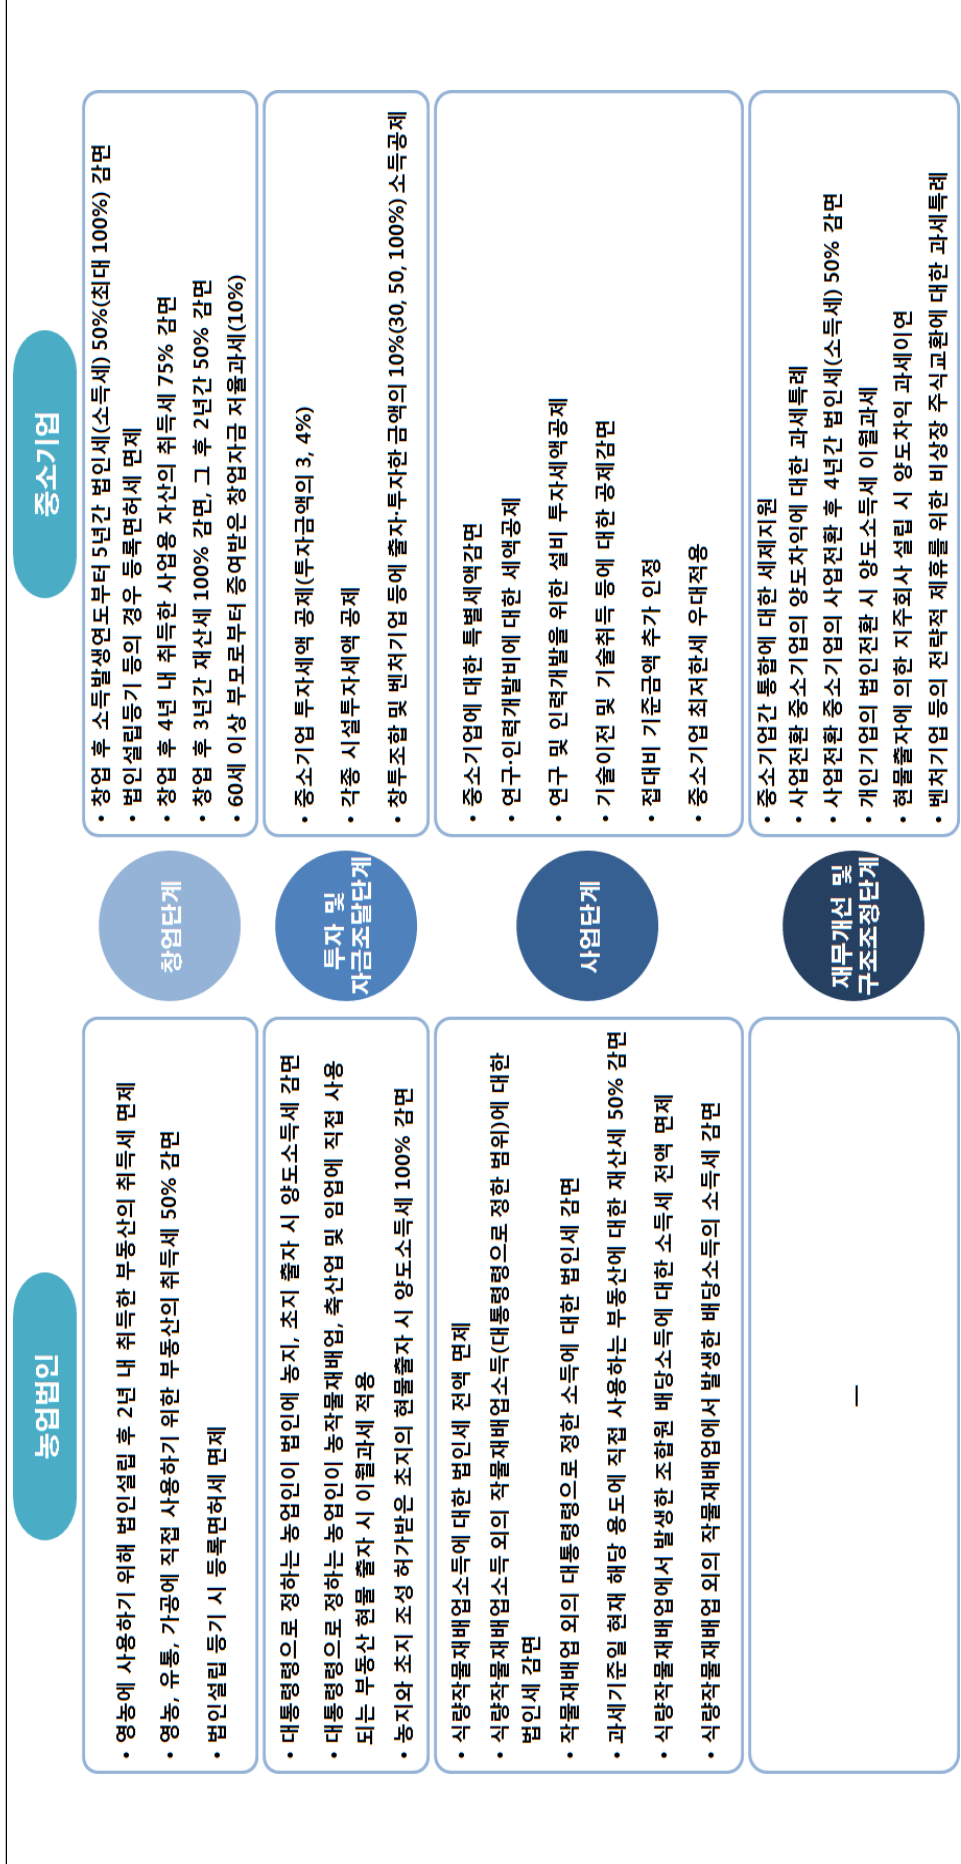 농업법인
중소기업
• 영농에 사용하기 위해 법인설립 후 2년 내 취득한 부동산의 취득세 면제
• 영농, 유통, 가공에 직접 사용하기 위한 부동산의 취득세 50% 감면
• 법인설립 등기 시 등록면허세 면제
창업단계
• 창업 후 소득발생연도부터 5년간 법인세(소득세) 50%(최대 100%) 감면
• 법인설립등기 등의 경우 등록면허세 면제
• 창업 후 4년 내 취득한 사업용 자산의 취득세 75% 감면
• 창업 후 3년간 재산세 100% 감면, 그 후 2년간 50% 감면
• 60세 이상 부모로부터 증여받은 창업자금 저율과세(10%)
• 대통령령으로 정하는 농업인이 법인에 농지, 초지 출자 시 양도소득세 감면
• 대통령령으로 정하는 농업인이 농작물재배업, 축산업 및 임업에 직접 사용
되는 부동산 현물 출자 시 이월과세 적용
• 농지와 초지 조성 허가받은 초지의 현물출자 시 양도소득세 100% 감면
투자 및
자금조달단계
• 중소기업 투자세액 공제(투자금액의 3, 4%)
• 각종 시설투자세액 공제
• 창투조합 및 벤처기업 등에 출자·투자한 금액의 10%(30, 50, 100%) 소득공제
• 식량작물재배업소득에 대한 법인세 전액 면제
• 식량작물재배업소득 외의 작물재배업소득(대통령령으로 정한 범위)에 대한
법인세 감면
• 작물재배업 외의 대통령령으로 정한 소득에 대한 법인세 감면
• 과세기준일 현재 해당 용도에 직접 사용하는 부동산에 대한 재산세 50% 감면
• 식량작물재배업에서 발생한 조합원 배당소득에 대한 소득세 전액 면제
• 식량작물재배업 외의 작물재배업에서 발생한 배당소득의 소득세 감면
사업단계
• 중소기업에 대한 특별세액감면
• 연구·인력개발비에 대한 세액공제
• 연구 및 인력개발을 위한 설비 투자세액공제
• 기술이전 및 기술취득 등에 대한 공제감면
• 접대비 기준금액 추가 인정
• 중소기업 최저한세 우대적용
–
재무개선 및
구조조정단계
• 중소기업간 통합에 대한 세제지원
• 사업전환 중소기업의 양도차익에 대한 과세특례
• 사업전환 중소기업의 사업전환 후 4년간 법인세(소득세) 50% 감면
• 개인기업의 법인전환 시 양도소득세 이월과세
• 현물출자에 의한 지주회사 설립 시 양도차익 과세이연
• 벤처기업 등의 전략적 제휴를 위한 비상장 주식교환에 대한 과세특례